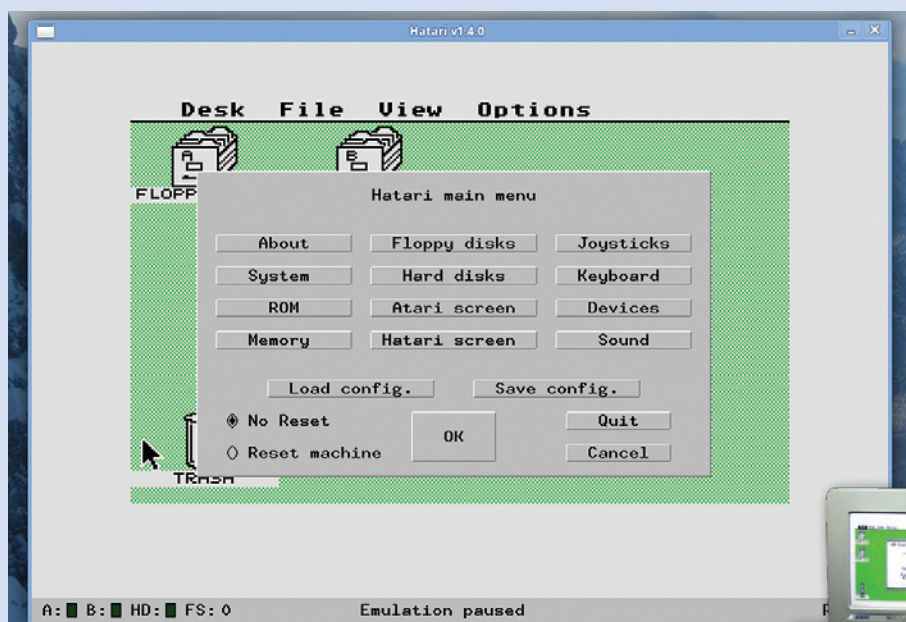 Hatari v1.4.0
Desk File View Options
A B
FLOPP
Hatari main menu
About Floppy disks Joysticks
System Hard disks Keyboard
ROM Atari screen Devices
Memory Hatari screen Sound
Load config. Save config.
No Reset OK Quit
Reset machine Cancel
TRASH
A: B: HD: FS: 0 Emulation paused